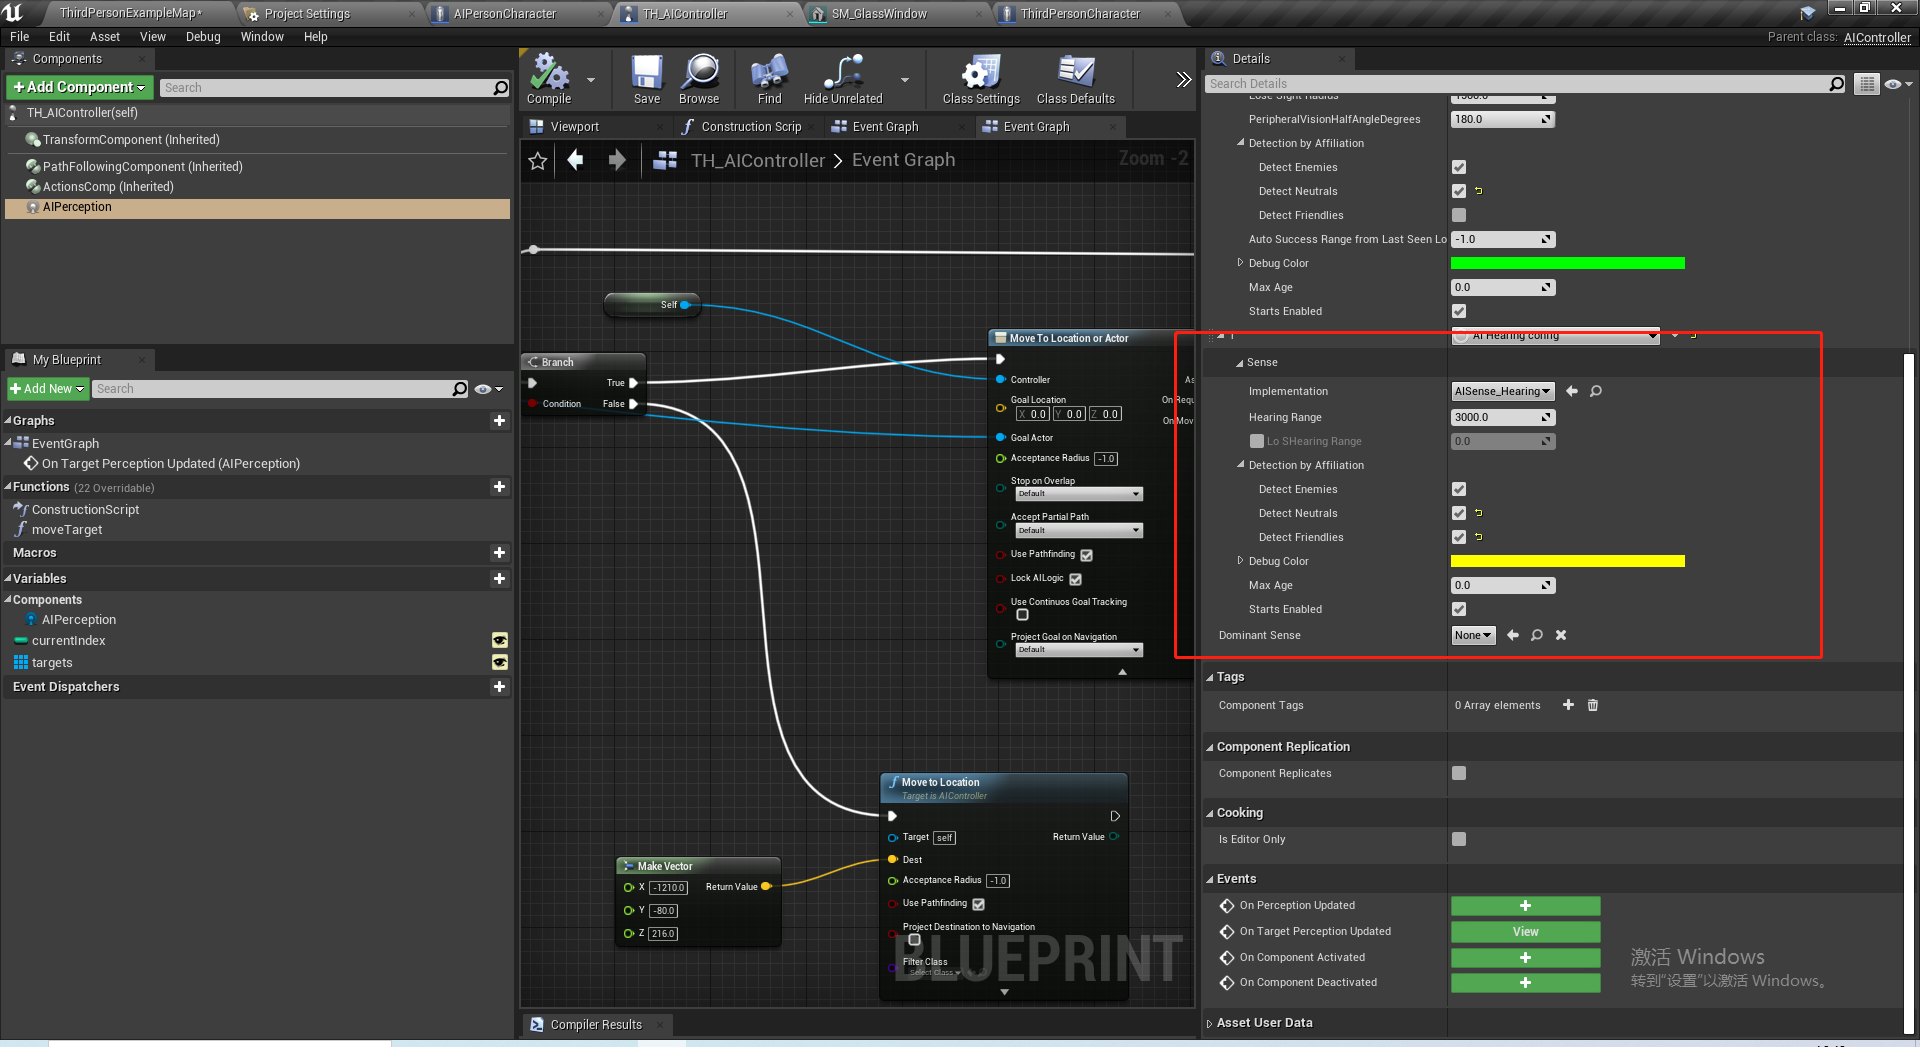 ThirdPersonExampleMap*
Project Settings
AIPersonCharacter
TH_AIController
SM_GlassWindow
ThirdPersonCharacter
File Edit Asset View Debug Window Help
Parent class: AIController
Components
+Add Component
Search
TH_AIController(self)
TransformComponent (Inherited)
PathFollowingComponent (Inherited)
ActionsComp (Inherited)
AIPerception
My Blueprint
+Add New
Search
Graphs
EventGraph
On Target Perception Updated (AIPerception)
Functions (22 Overridable)
ConstructionScript
moveTarget
Macros
Variables
Components
AIPerception
currentIndex
targets
Event Dispatchers
Compile
Save
Browse
Find
Hide Unrelated
Class Settings
Class Defaults
Viewport
Construction Scrip
Event Graph
Event Graph
TH_AIController > Event Graph
Zoom -2
Self
Branch
True
Condition
False
Move To Location or Actor
Controller
As
Goal Location
On Requ
X 0.0 Y 0.0 Z 0.0
On Mov
Goal Actor
Acceptance Radius -1.0
Stop on Overlap
Default
Accept Partial Path
Default
Use Pathfinding
Lock AILogic
Use Continuos Goal Tracking
Project Goal on Navigation
Default
Make Vector
X -1210.0
Return Value
Y -80.0
Z 216.0
Move to Location
Target is AIController
Target self
Return Value
Dest
Acceptance Radius -1.0
Use Pathfinding
Project Destination to Navigation
Filter Class
Select Class
BLUEPRINT
Compiler Results
Details
Search Details
Lose Sight Radius
PeripheralVisionHalfAngleDegrees 180.0
Detection by Affiliation
Detect Enemies
Detect Neutrals
Detect Friendlies
Auto Success Range from Last Seen Lo -1.0
Debug Color
Max Age 0.0
Starts Enabled
1 AI Hearing config
Sense
Implementation AISense_Hearing
Hearing Range 3000.0
Lo SHearing Range 0.0
Detection by Affiliation
Detect Enemies
Detect Neutrals
Detect Friendlies
Debug Color
Max Age 0.0
Starts Enabled
Dominant Sense None
Tags
Component Tags 0 Array elements
Component Replication
Component Replicates
Cooking
Is Editor Only
Events
On Perception Updated +
On Target Perception Updated View
On Component Activated +
On Component Deactivated +
Asset User Data
激活 Windows
转到“设置”以激活 Windows。